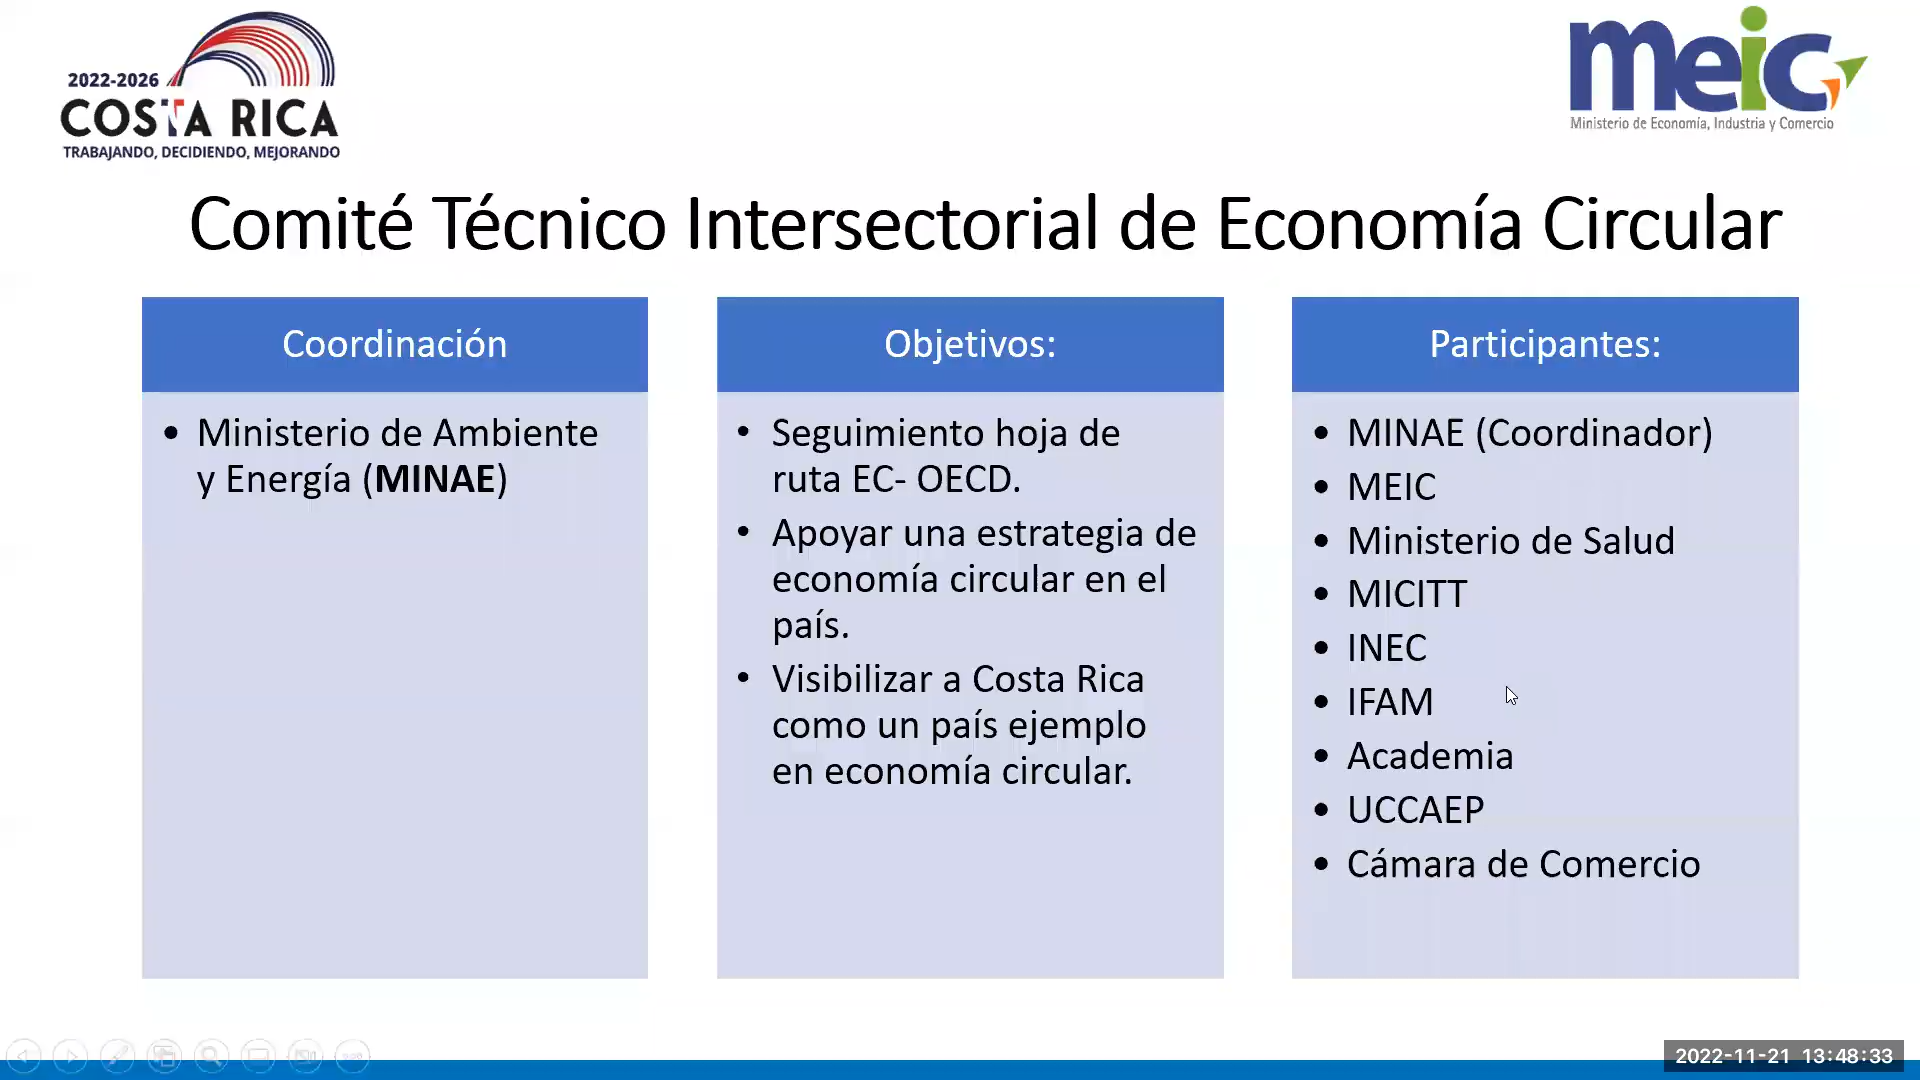 2022-2026
COSTA RICA
TRABAJANDO, DECIDIENDO, MEJORANDO
meic
Ministerio de Economía, Industria y Comercio
Comité Técnico Intersectorial de Economía Circular
Coordinación
• Ministerio de Ambiente
y Energía (MINAE)
Objetivos:
• Seguimiento hoja de
ruta EC- OECD.
• Apoyar una estrategia de
economía circular en el
país.
• Visibilizar a Costa Rica
como un país ejemplo
en economía circular.
Participantes:
• MINAE (Coordinador)
• MEIC
• Ministerio de Salud
• MICITT
• INEC
• IFAM
• Academia
• UCCAEP
• Cámara de Comercio
2022-11-21 13:48:33